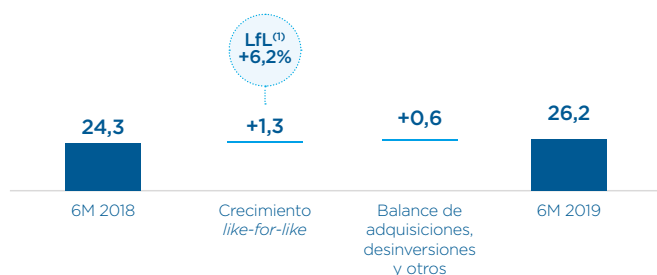 LfL(1)
+6,2%
24,3
+1,3
+0,6
26,2
6M 2018
Crecimiento
like-for-like
Balance de
adquisiciones,
desinversiones
y otros
6M 2019